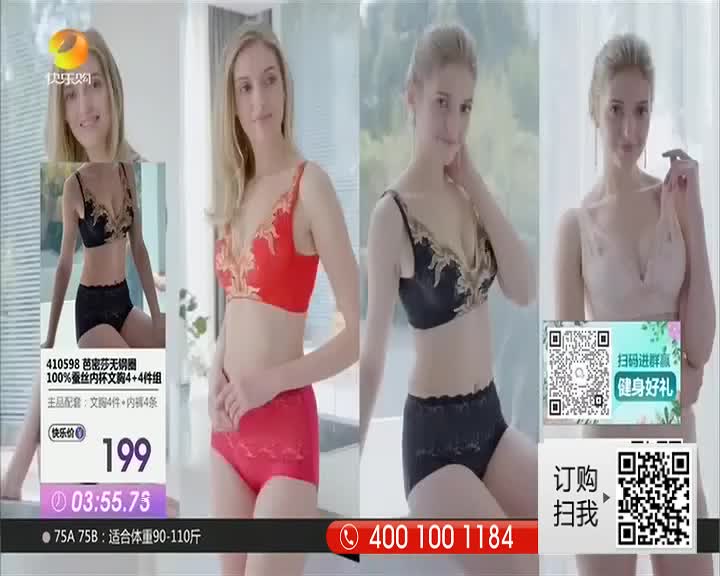 快乐购
410598 芭密莎无钢圈
100%蚕丝内杯文胸4+4件组
主品配套：文胸4件+内裤4条
快乐价¥
199
03:55.73
扫码进群赢
健身好礼
订购
扫我
75A 75B：适合体重90-110斤
400 100 1184